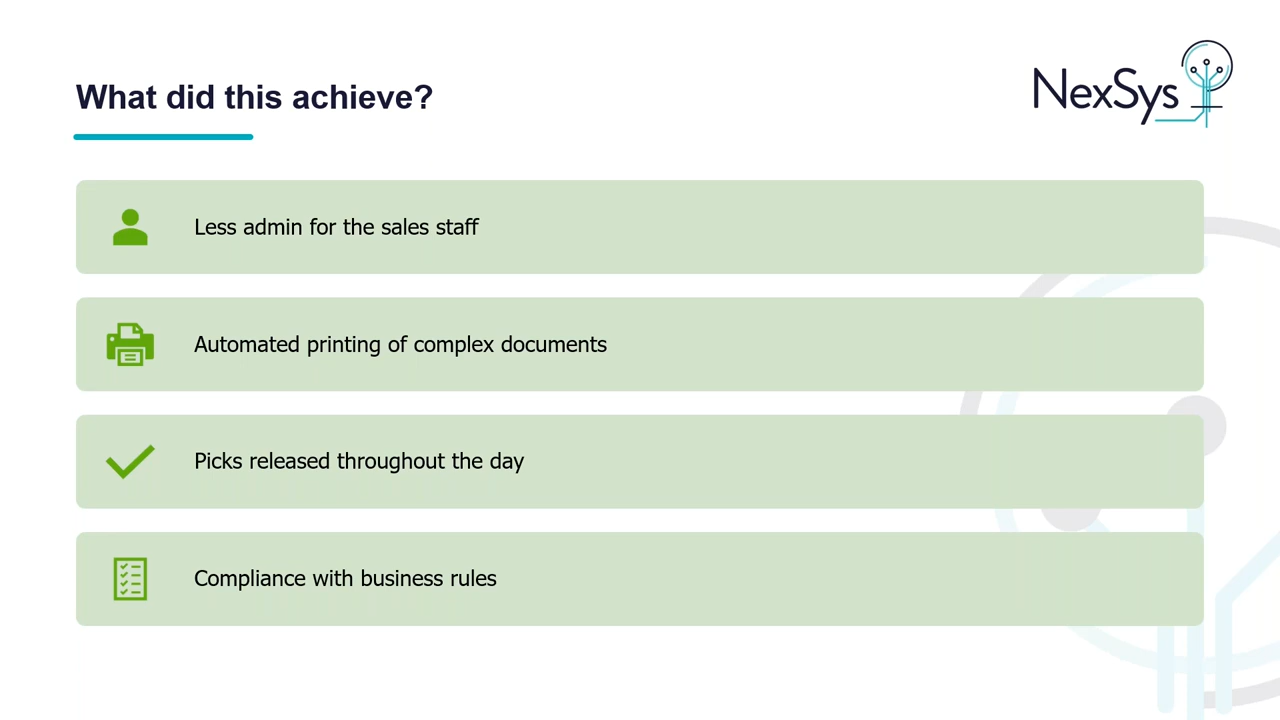 What did this achieve?
NexSys
Less admin for the sales staff
Automated printing of complex documents
Picks released throughout the day
Compliance with business rules